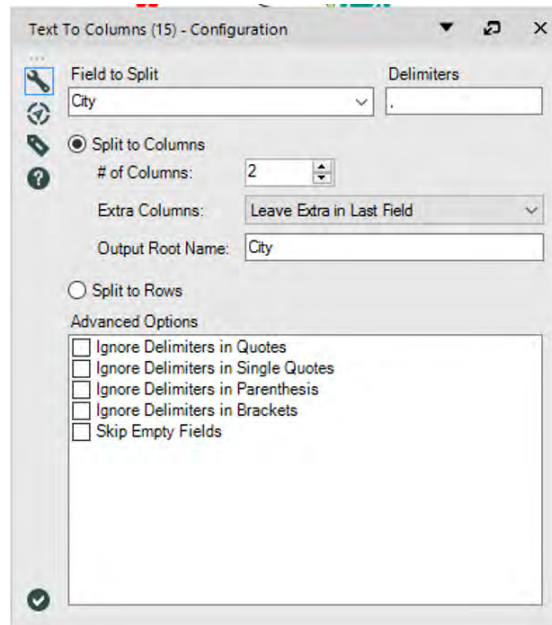 Text To Columns (15) - Configuration
Field to Split
Delimiters
City
,
Split to Columns
# of Columns:
2
Extra Columns:
Leave Extra in Last Field
Output Root Name:
City
Split to Rows
Advanced Options
Ignore Delimiters in Quotes
Ignore Delimiters in Single Quotes
Ignore Delimiters in Parenthesis
Ignore Delimiters in Brackets
Skip Empty Fields